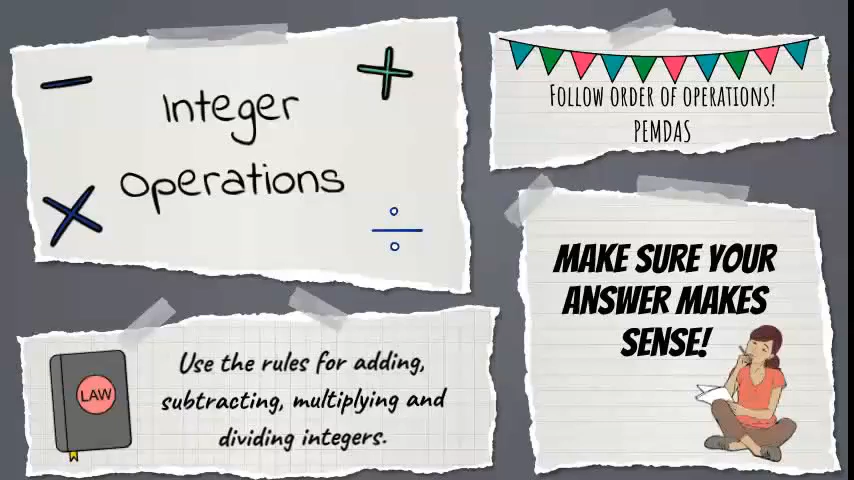 Integer
Operations
Follow order of operations!
PEMDAS
MAKE SURE YOUR
ANSWER MAKES
SENSE!
LAW
Use the rules for adding,
subtracting, multiplying and
dividing integers.